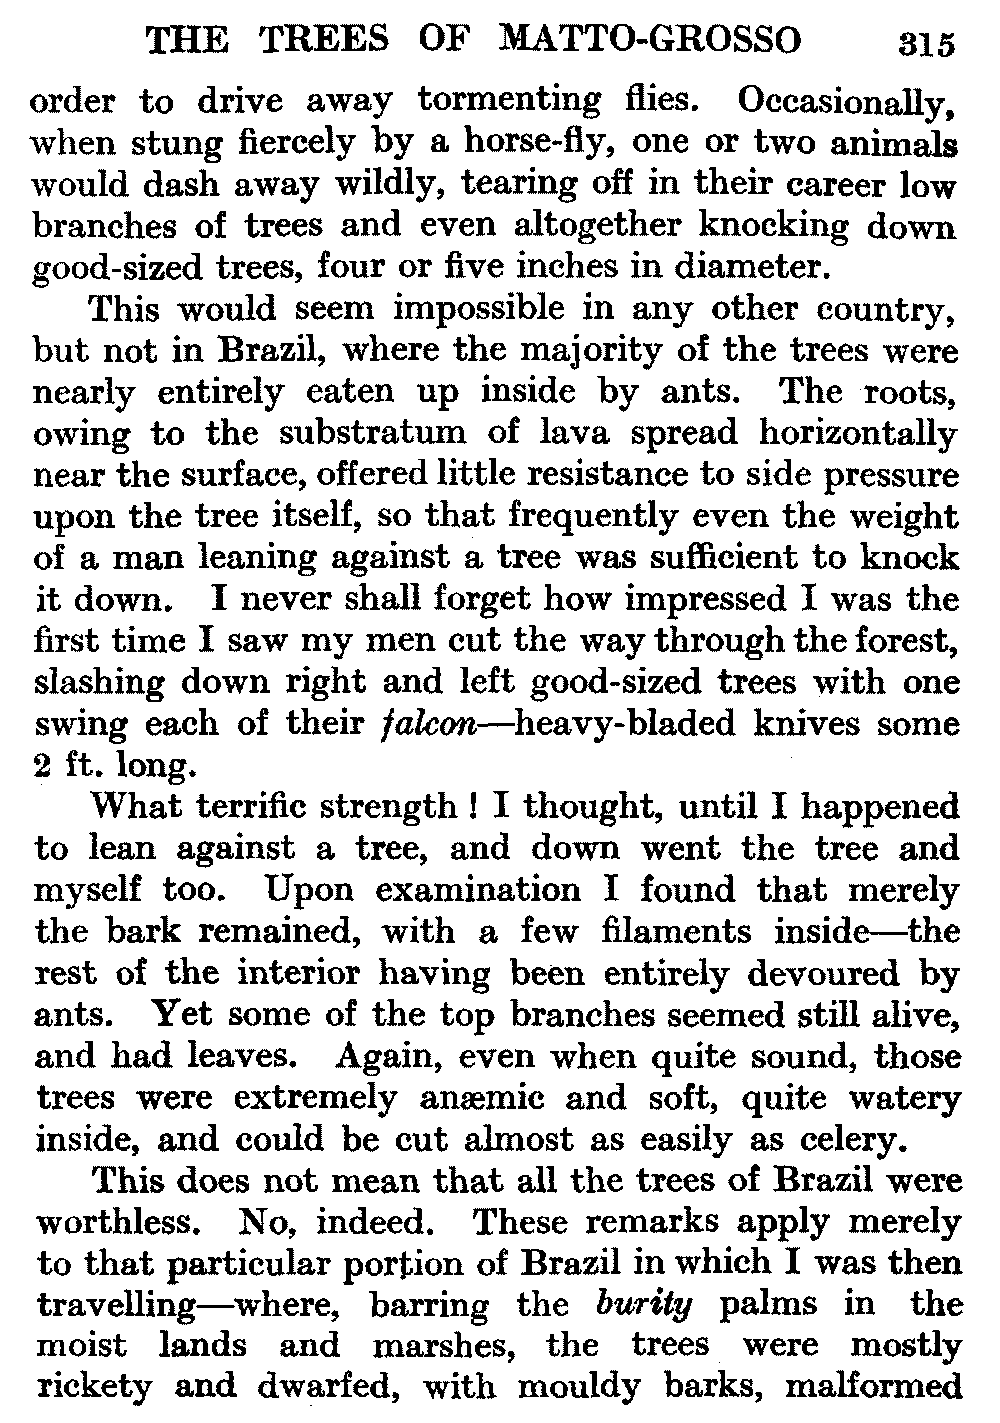 THE TREES OF MATTO-GROSSO 315
order to drive away tormenting flies. Occasionally,
when stung fiercely by a horse-fly, one or two animals
would dash away wildly, tearing off in their career low
branches of trees and even altogether knocking down
good-sized trees, four or five inches in diameter.
This would seem impossible in any other country,
but not in Brazil, where the majority of the trees were
nearly entirely eaten up inside by ants. The roots,
owing to the substratum of lava spread horizontally
near the surface, offered little resistance to side pressure
upon the tree itself, so that frequently even the weight
of a man leaning against a tree was sufficient to knock
it down. I never shall forget how impressed I was the
first time I saw my men cut the way through the forest,
slashing down right and left good-sized trees with one
swing each of their falcon—heavy-bladed knives some
2 ft. long.
What terrific strength ! I thought, until I happened
to lean against a tree, and down went the tree and
myself too. Upon examination I found that merely
the bark remained, with a few filaments inside—the
rest of the interior having been entirely devoured by
ants. Yet some of the top branches seemed still alive,
and had leaves. Again, even when quite sound, those
trees were extremely anæmic and soft, quite watery
inside, and could be cut almost as easily as celery.
This does not mean that all the trees of Brazil were
worthless. No, indeed. These remarks apply merely
to that particular portion of Brazil in which I was then
travelling—where, barring the burity palms in the
moist lands and marshes, the trees were mostly
rickety and dwarfed, with mouldy barks, malformed